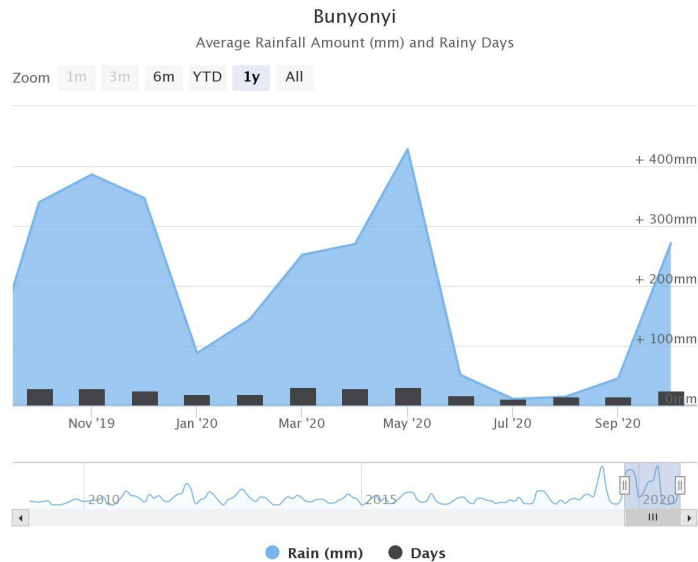 Bunyonyi
Average Rainfall Amount (mm) and Rainy Days
Zoom 1m 3m 6m YTD 1y All
+ 400mm
+ 300mm
+ 200mm
+ 100mm
0mm
Nov '19 Jan '20 Mar '20 May '20 Jul '20 Sep '20
2010 2015 2020
Rain (mm) Days